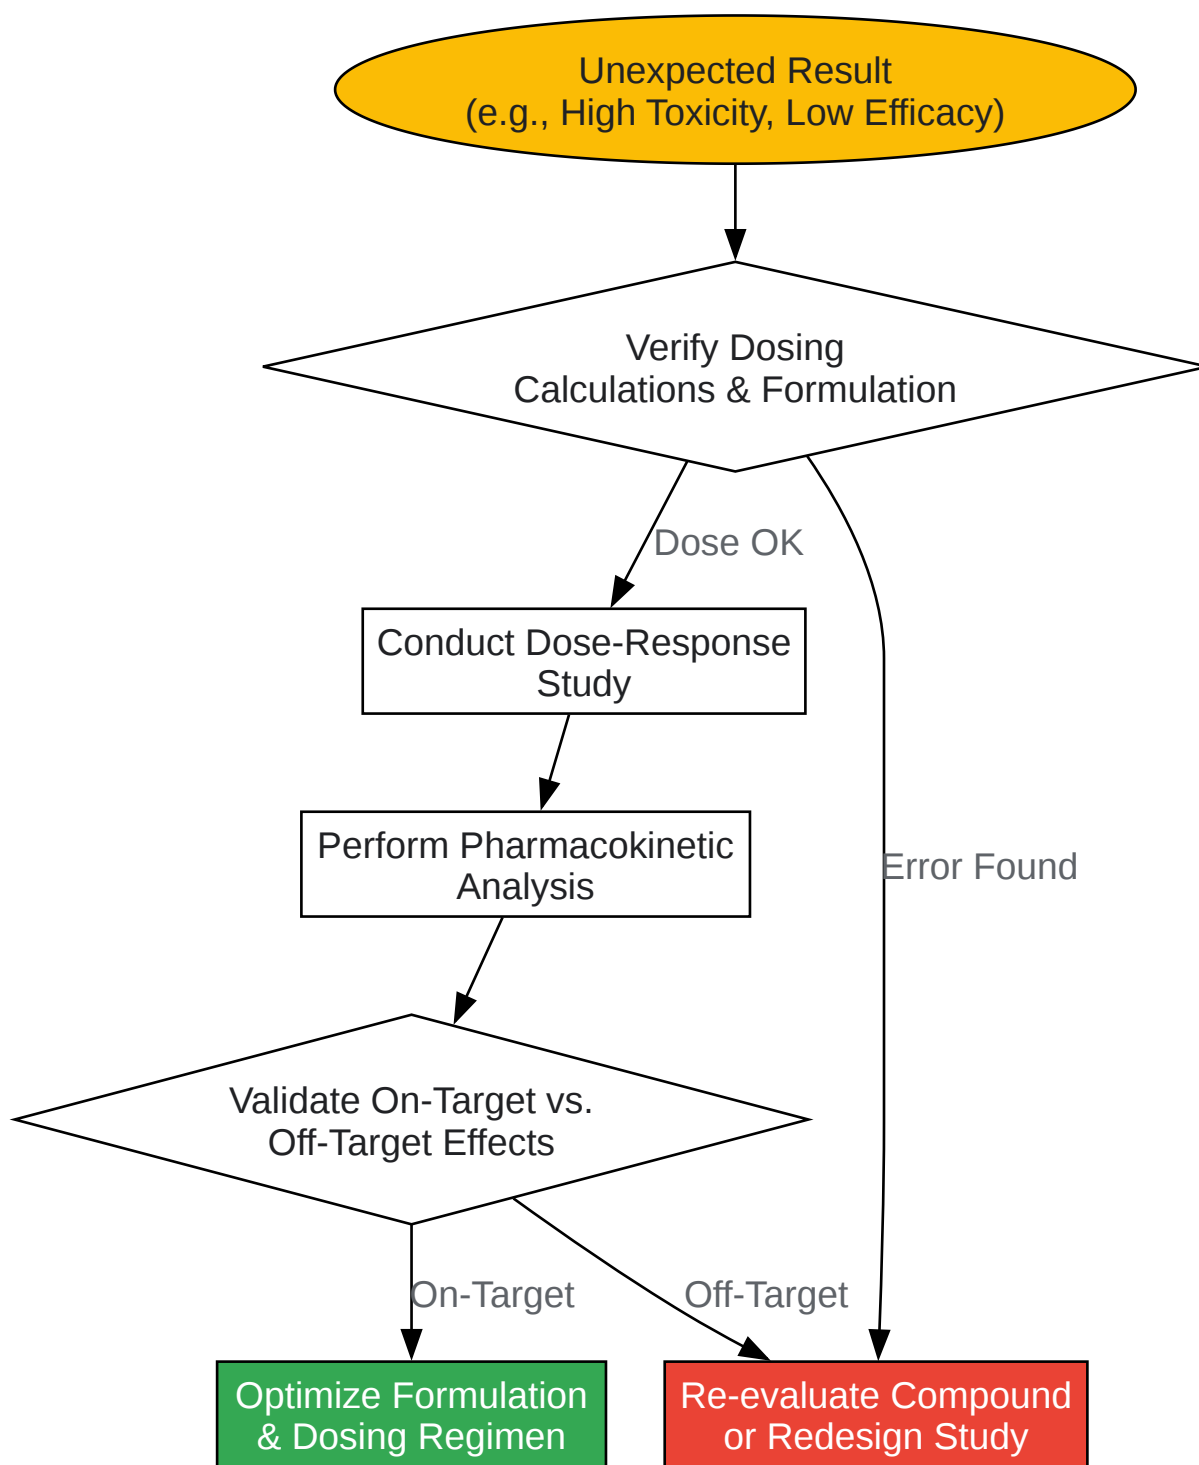 Unexpected Result
(e.g., High Toxicity, Low Efficacy)
Verify Dosing
Calculations & Formulation
Dose OK
Conduct Dose-Response
Study
Perform Pharmacokinetic
Analysis
Error Found
Validate On-Target vs.
Off-Target Effects
On-Target
Off-Target
Optimize Formulation
& Dosing Regimen
Re-evaluate Compound
or Redesign Study